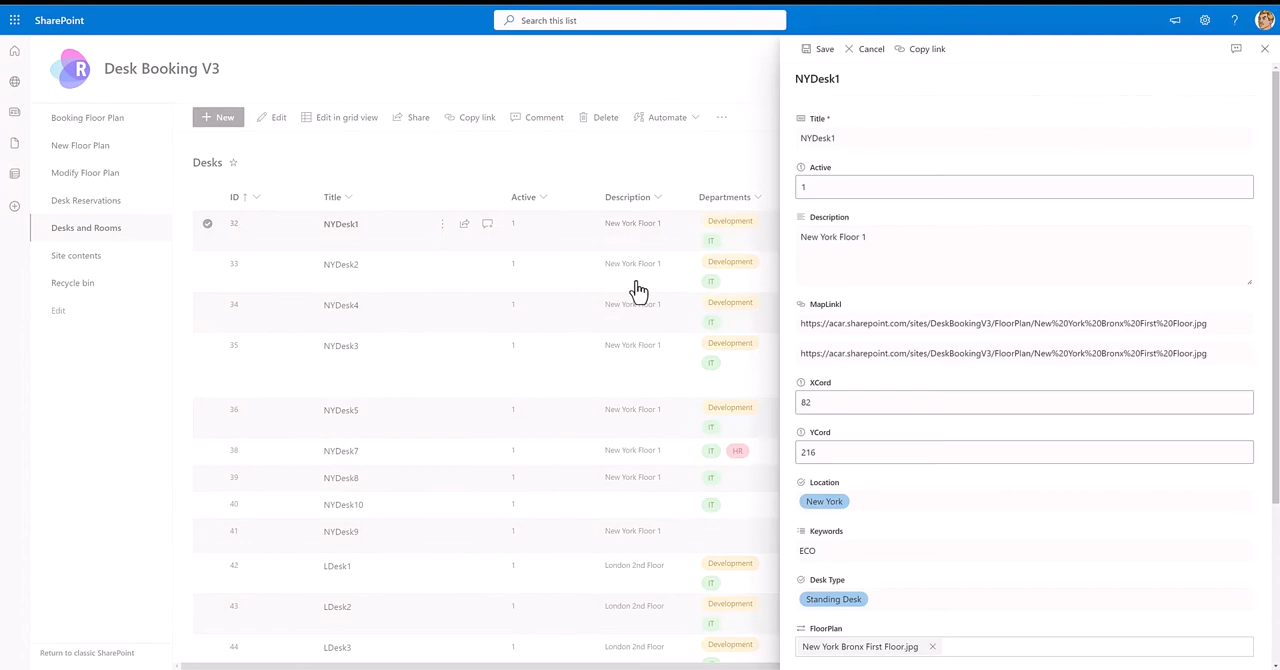 SharePoint
Search this list
?
R
Desk Booking V3
Booking Floor Plan
New Floor Plan
Modify Floor Plan
Desk Reservations
Desks and Rooms
Site contents
Recycle bin
Edit
Return to classic SharePoint
+ New Edit Edit in grid view Share Copy link Comment Delete Automate ...
Desks
ID ↑ Title Active Description Departments
32 NYDesk1 1 New York Floor 1 Development
IT
33 NYDesk2 1 New York Floor 1 Development
IT
34 NYDesk4 1 New York Floor 1 Development
IT
35 NYDesk3 1 New York Floor 1 Development
IT
36 NYDesk5 1 New York Floor 1 Development
IT
38 NYDesk7 1 New York Floor 1 IT HR
39 NYDesk8 1 New York Floor 1 IT
40 NYDesk10 1 IT
41 NYDesk9 1 New York Floor 1
42 LDesk1 1 London 2nd Floor Development
IT
43 LDesk2 1 London 2nd Floor Development
IT
44 LDesk3 1 London 2nd Floor Development
Save Cancel Copy link
NYDesk1
Title *
NYDesk1
Active
1
Description
New York Floor 1
MapLinkl
https://acar.sharepoint.com/sites/DeskBookingV3/FloorPlan/New%20York%20Bronx%20First%20Floor.jpg
https://acar.sharepoint.com/sites/DeskBookingV3/FloorPlan/New%20York%20Bronx%20First%20Floor.jpg
XCord
82
YCord
216
Location
New York
Keywords
ECO
Desk Type
Standing Desk
FloorPlan
New York Bronx First Floor.jpg